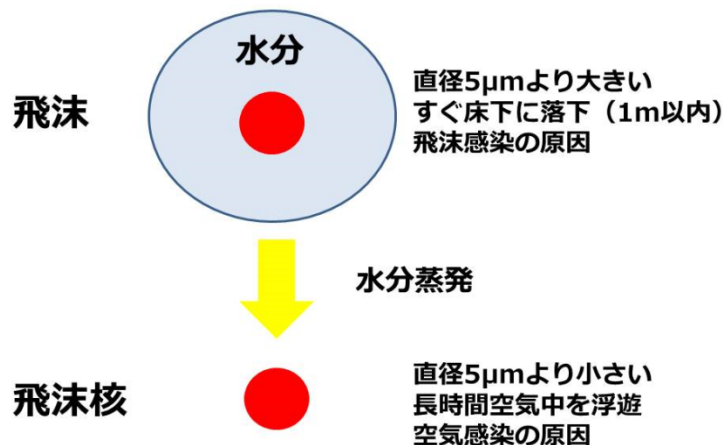 水分
飛沫
直径5μmより大きい
すぐ床下に落下（1m以内）
飛沫感染の原因
水分蒸発
飛沫核
直径5μmより小さい
長時間空気中を浮遊
空気感染の原因